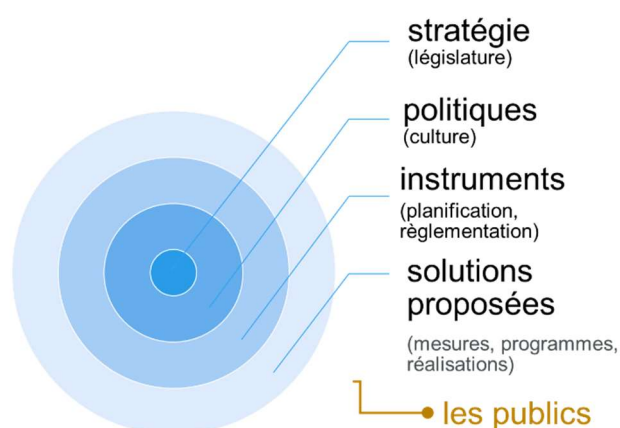 stratégie
(législature)
politiques
(culture)
instruments
(planification,
règlementation)
solutions
proposées
(mesures, programmes,
réalisations)
les publics